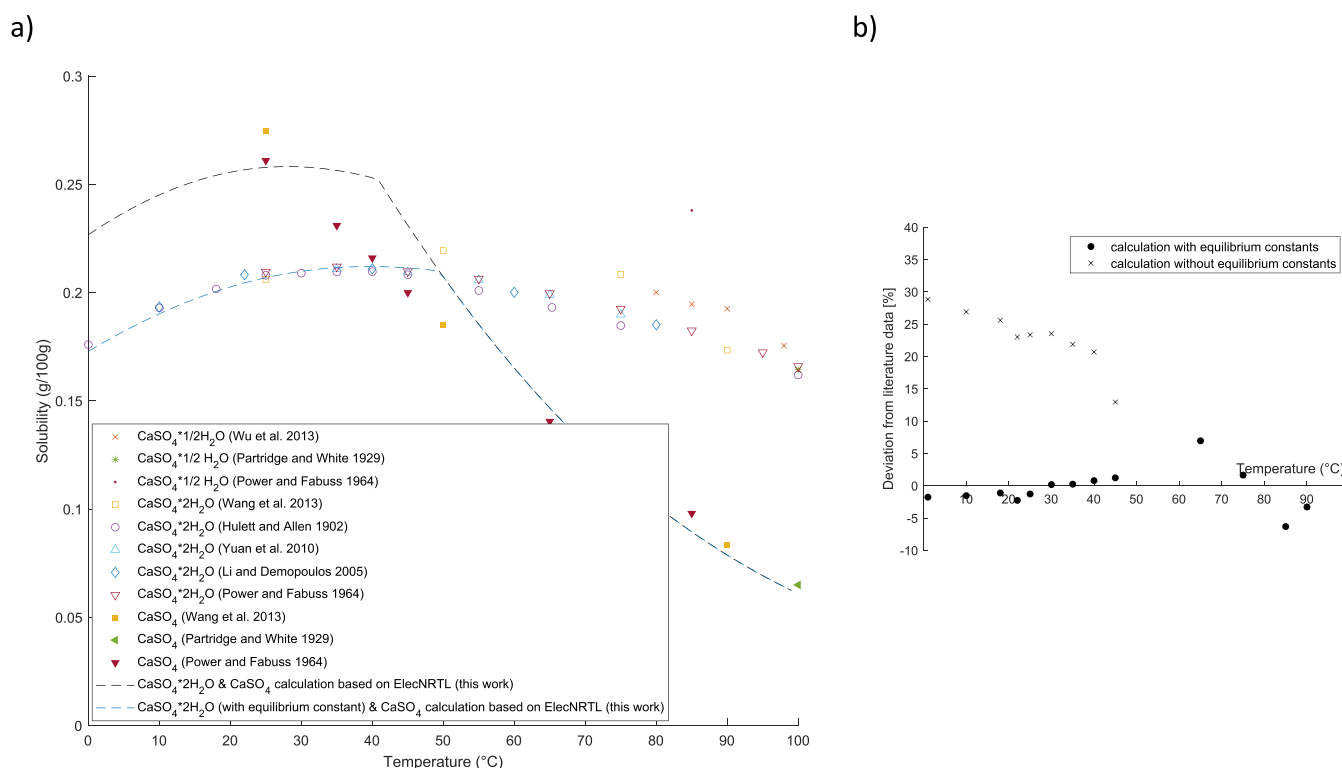 a)
b)
0.3
0.25
0.2
0.15
0.1
0.05
0
Solubility (g/100g)
CaSO4*1/2H2O (Wu et al. 2013)
CaSO4*1/2 H2O (Partridge and White 1929)
CaSO4*1/2 H2O (Power and Fabuss 1964)
CaSO4*2H2O (Wang et al. 2013)
CaSO4*2H2O (Hulett and Allen 1902)
CaSO4*2H2O (Yuan et al. 2010)
CaSO4*2H2O (Li and Demopoulos 2005)
CaSO4*2H2O (Power and Fabuss 1964)
CaSO4 (Wang et al. 2013)
CaSO4 (Partridge and White 1929)
CaSO4 (Power and Fabuss 1964)
CaSO4*2H2O & CaSO4 calculation based on ElecNRTL (this work)
CaSO4*2H2O (with equilibrium constant) & CaSO4 calculation based on ElecNRTL (this work)
0 10 20 30 40 50 60 70 80 90 100
Temperature (°C)
40
35
30
25
20
15
10
5
0
-5
-10
Deviation from literature data [%]
calculation with equilibrium constants
calculation without equilibrium constants
Temperature (°C)
10 20 30 40 50 60 70 80 90